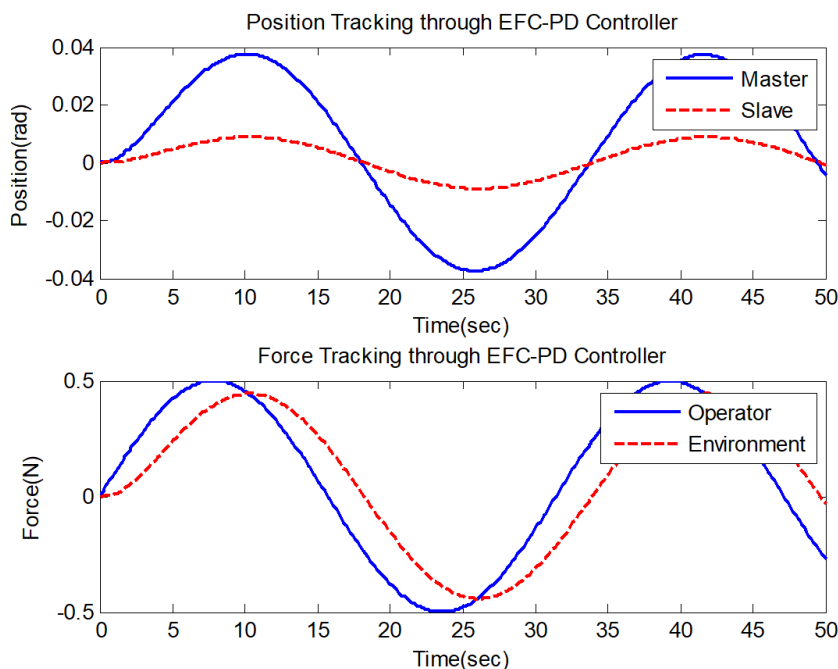 Position Tracking through EFC-PD Controller
0.04
0.02
0
-0.02
-0.04
Position(rad)
Master
Slave
0 5 10 15 20 25 30 35 40 45 50
Time(sec)
Force Tracking through EFC-PD Controller
0.5
0
-0.5
Force(N)
Operator
Environment
0 5 10 15 20 25 30 35 40 45 50
Time(sec)